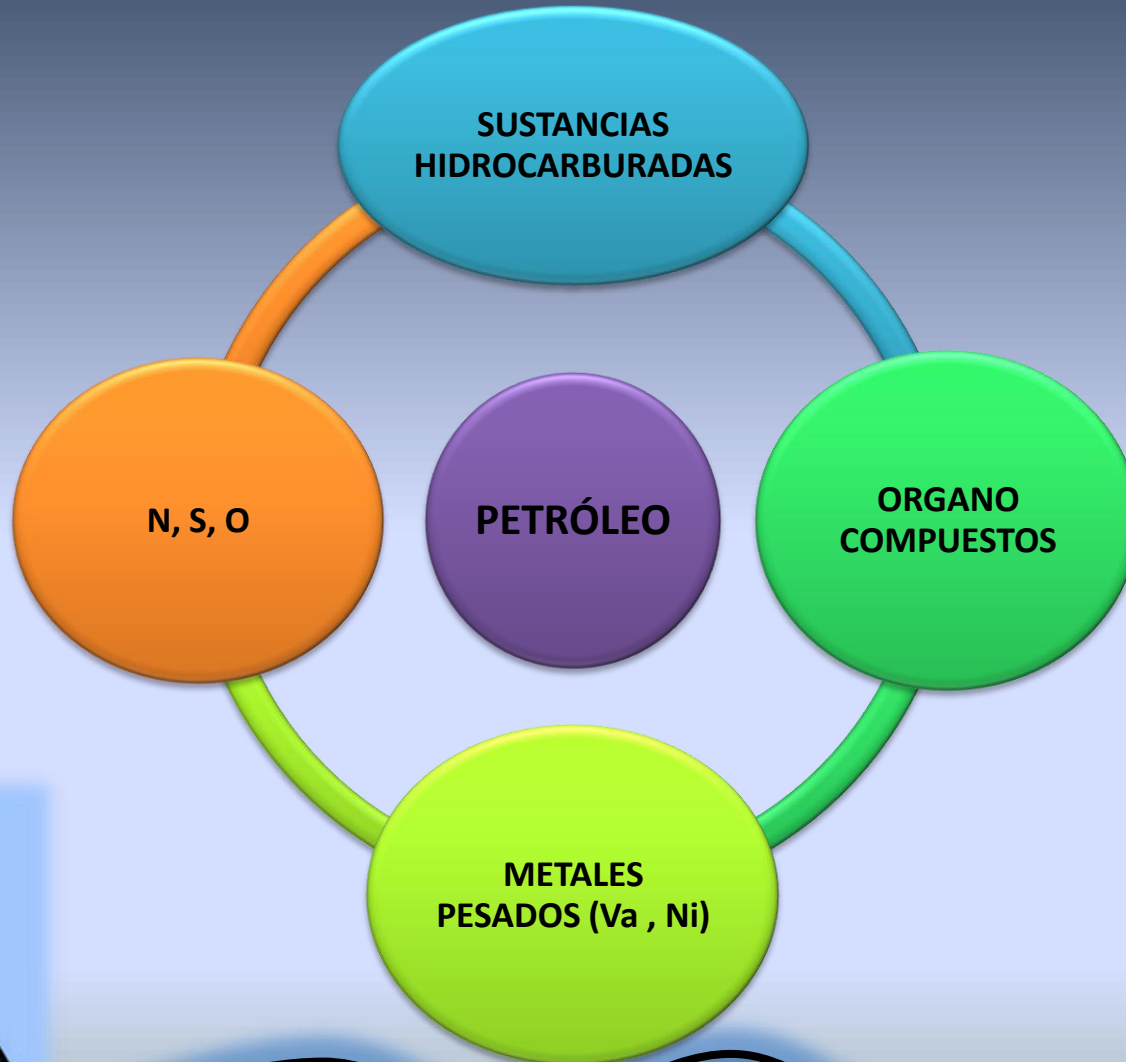 SUSTANCIAS
HIDROCARBURADAS
N, S, O
PETRÓLEO
ORGANO
COMPUESTOS
METALES
PESADOS (Va , Ni)